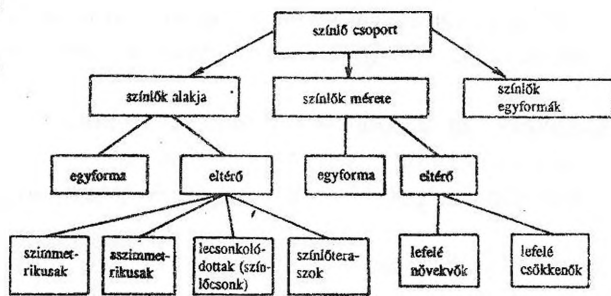 színlő csoport
színlők alakja
színlők mérete
színlők
egyformák
egyforma
eltérő
egyforma
eltérő
szimmet-
rikusak
aszimmet-
rikusak
lecsonkoló-
dottak (szín-
lőcsonk)
színlőtera-
szok
lefelé
növekvők
lefelé
csökkenők